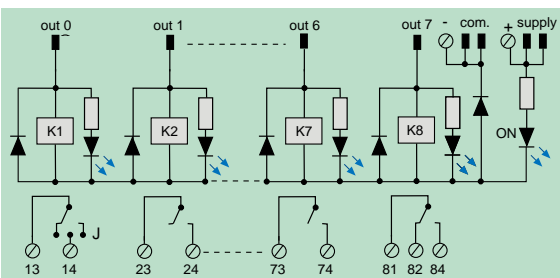 out 0 out 1 out 6 out 7 - com. + supply
K1 K2 K7 K8 ON
J
13 14 23 24 73 74 81 82 84